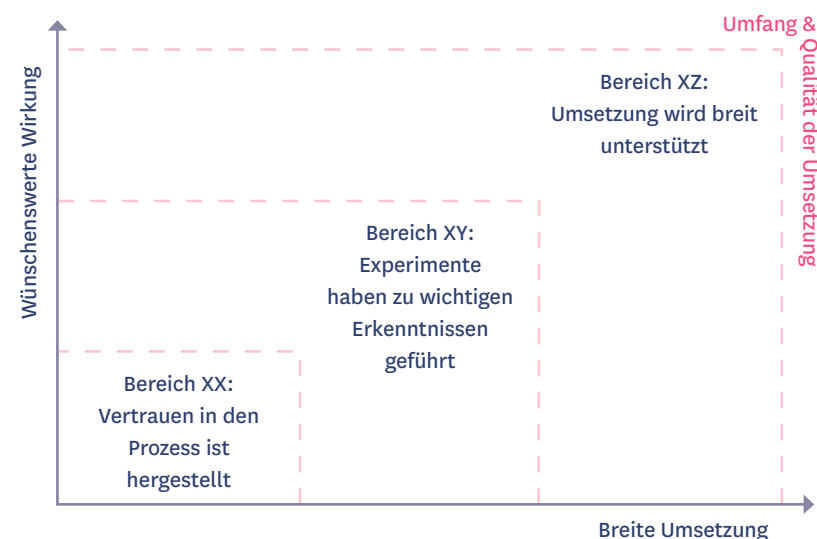 Umfang &
Qualität der Umsetzung
Wünschenswerte Wirkung
Bereich XZ:
Umsetzung wird breit
unterstützt
Bereich XY:
Experimente
haben zu wichtigen
Erkenntnissen
geführt
Bereich XX:
Vertrauen in den
Prozess ist
hergestellt
Breite Umsetzung